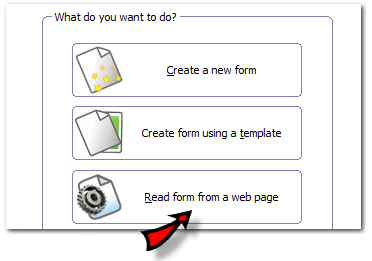 What do you want to do?
Create a new form
Create form using a template
Read form from a web page